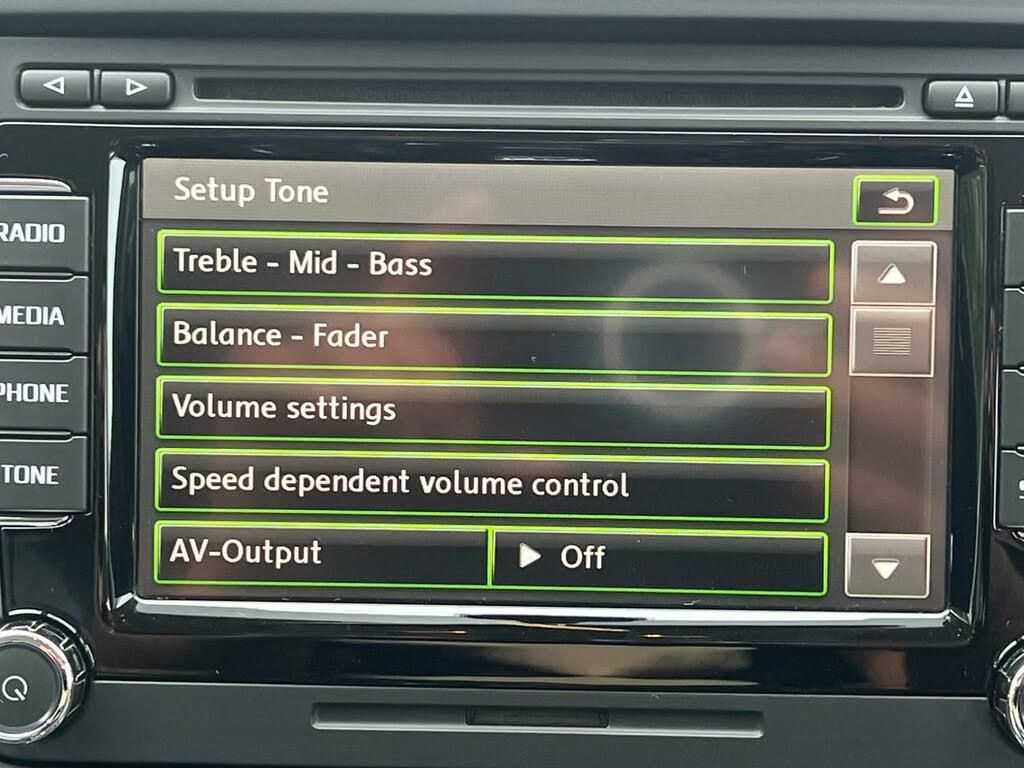 Setup Tone
RADIO
Treble - Mid - Bass
MEDIA
Balance - Fader
PHONE
Volume settings
TONE
Speed dependent volume control
AV-Output
Off